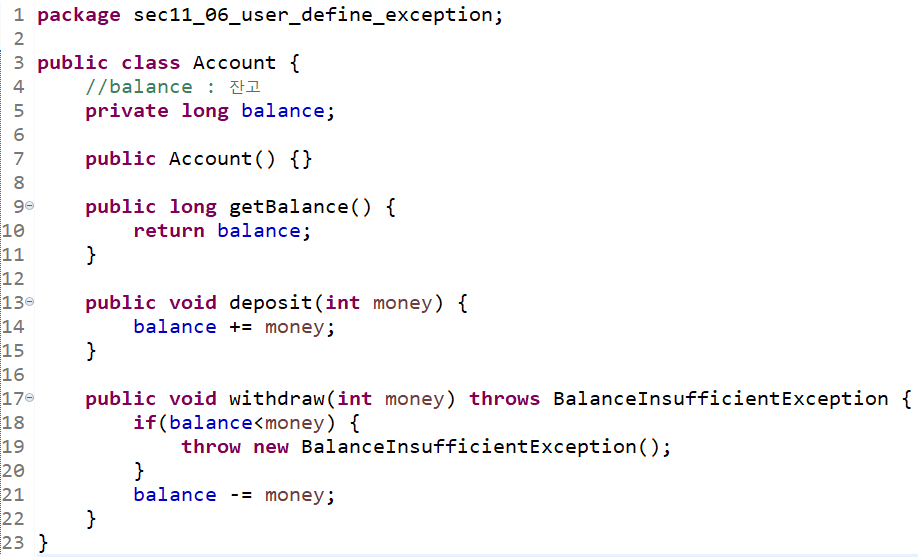 1 package sec11_06_user_define_exception;
2
3 public class Account {
4     //balance : 잔고
5     private long balance;
6
7     public Account() {}
8
9     public long getBalance() {
10         return balance;
11     }
12
13     public void deposit(int money) {
14         balance += money;
15     }
16
17     public void withdraw(int money) throws BalanceInsufficientException {
18         if(balance<money) {
19             throw new BalanceInsufficientException();
20         }
21         balance -= money;
22     }
23 }